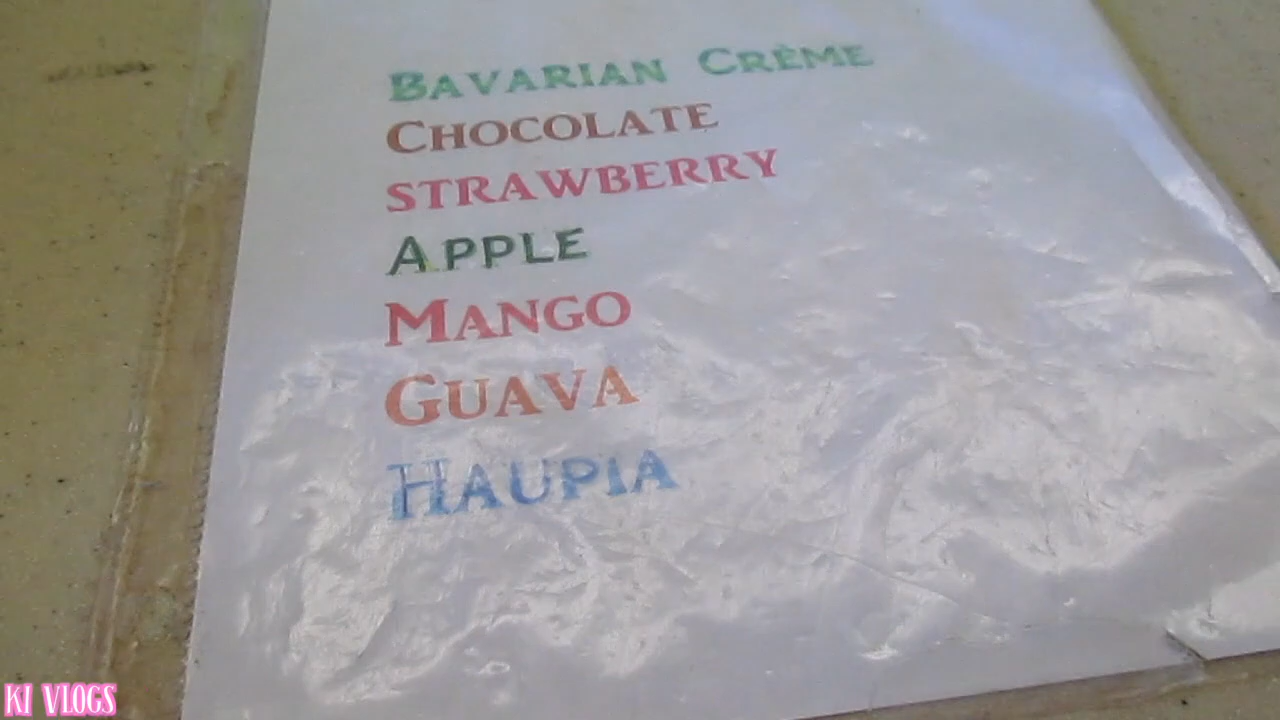 BAVARIAN CRÈME
CHOCOLATE
STRAWBERRY
APPLE
MANGO
GUAVA
HAUPIA
KI VLOGS